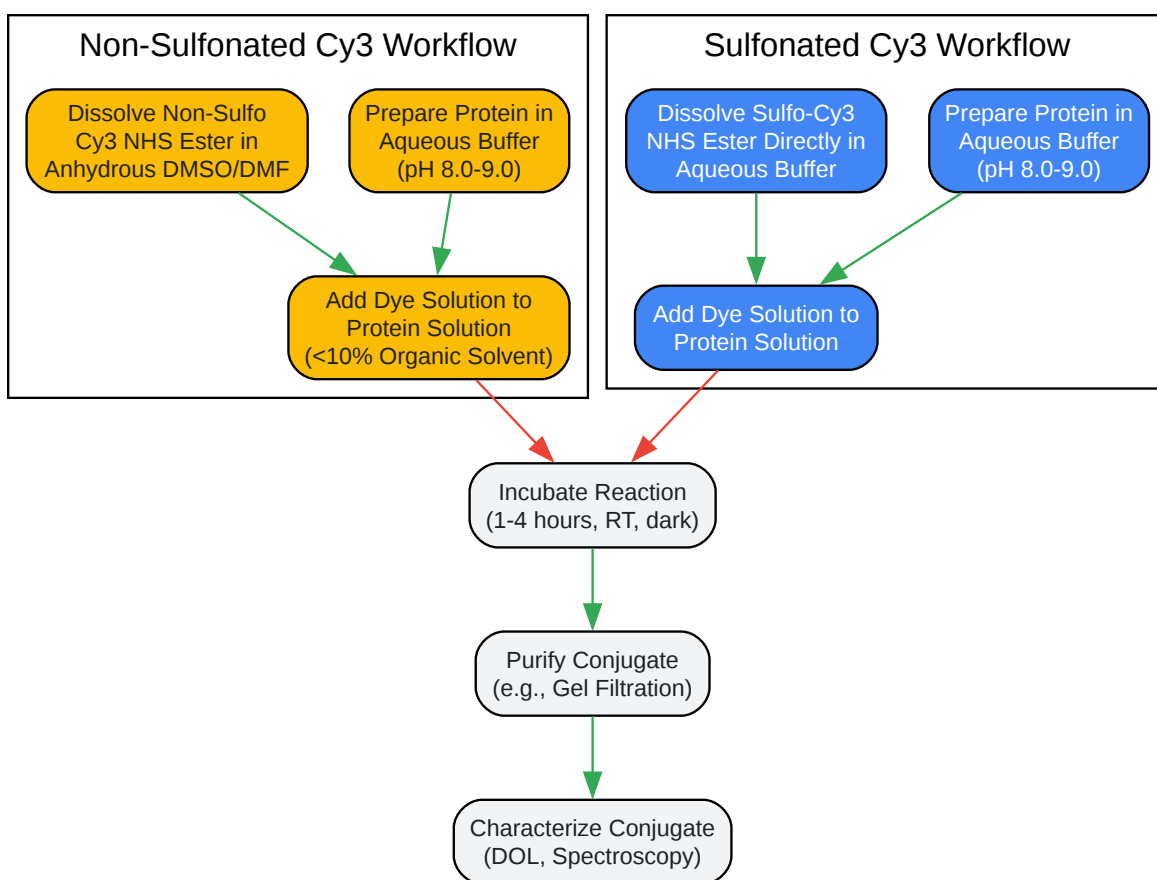 Non-Sulfonated Cy3 Workflow
Dissolve Non-Sulfo
Cy3 NHS Ester in
Anhydrous DMSO/DMF
Prepare Protein in
Aqueous Buffer
(pH 8.0-9.0)
Add Dye Solution to
Protein Solution
(<10% Organic Solvent)
Sulfonated Cy3 Workflow
Dissolve Sulfo-Cy3
NHS Ester Directly in
Aqueous Buffer
Prepare Protein in
Aqueous Buffer
(pH 8.0-9.0)
Add Dye Solution to
Protein Solution
Incubate Reaction
(1-4 hours, RT, dark)
Purify Conjugate
(e.g., Gel Filtration)
Characterize Conjugate
(DOL, Spectroscopy)